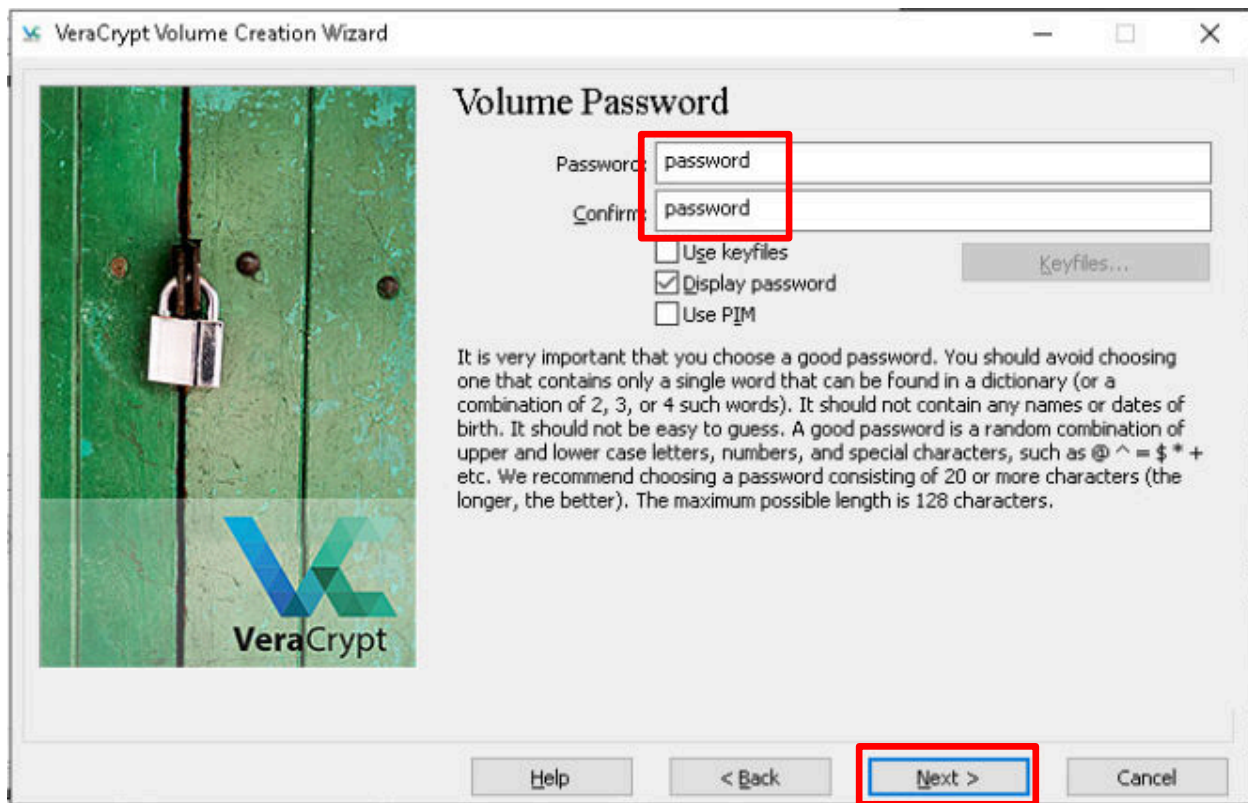 VeraCrypt Volume Creation Wizard
Volume Password
Password: password
Confirm: password
Use keyfiles
Keyfiles...
Display password
Use PIM
It is very important that you choose a good password. You should avoid choosing
one that contains only a single word that can be found in a dictionary (or a
combination of 2, 3, or 4 such words). It should not contain any names or dates of
birth. It should not be easy to guess. A good password is a random combination of
upper and lower case letters, numbers, and special characters, such as @ ^ = $ * +
etc. We recommend choosing a password consisting of 20 or more characters (the
longer, the better). The maximum possible length is 128 characters.
VeraCrypt
Help < Back Next > Cancel